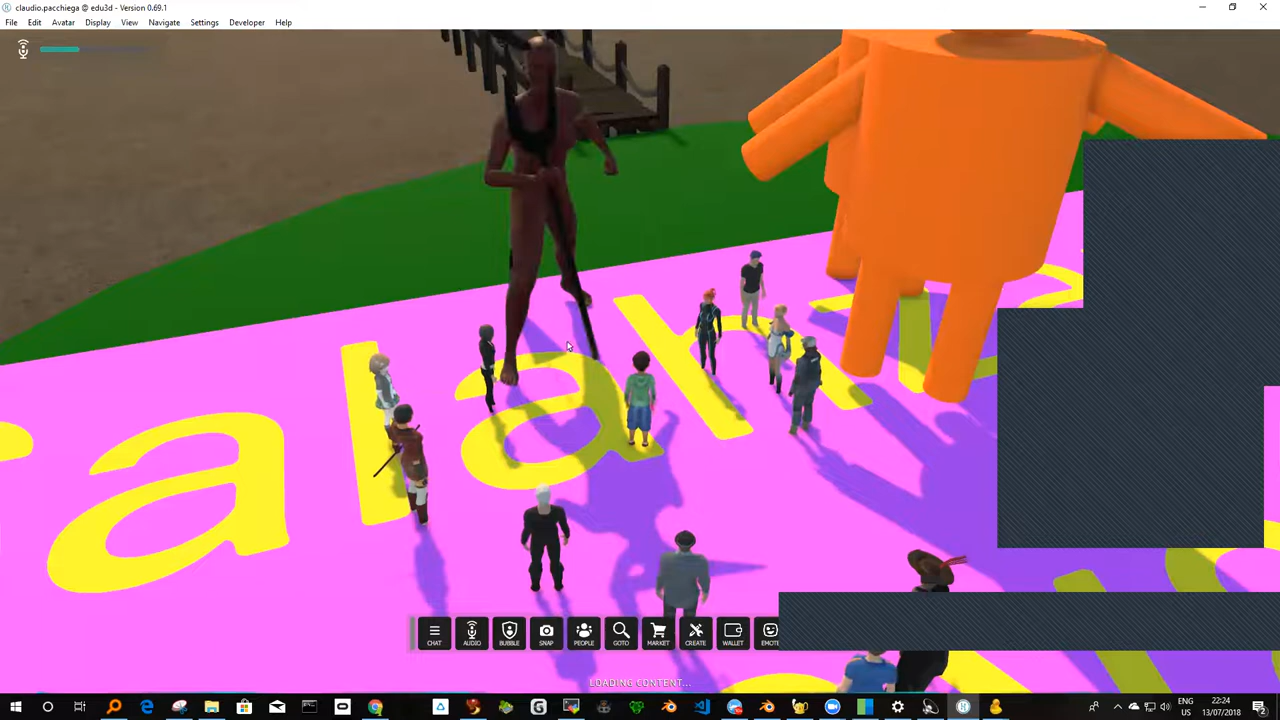 claudio.pacchiega @ edu3d - Version 0.69.1
File Edit Avatar Display View Navigate Settings Developer Help
CHAT AUDIO BUBBLE SNAP PEOPLE GOTO MARKET CREATE WALLET EMOTE
LOADING CONTENT...
ENG 22:24
US 13/07/2018